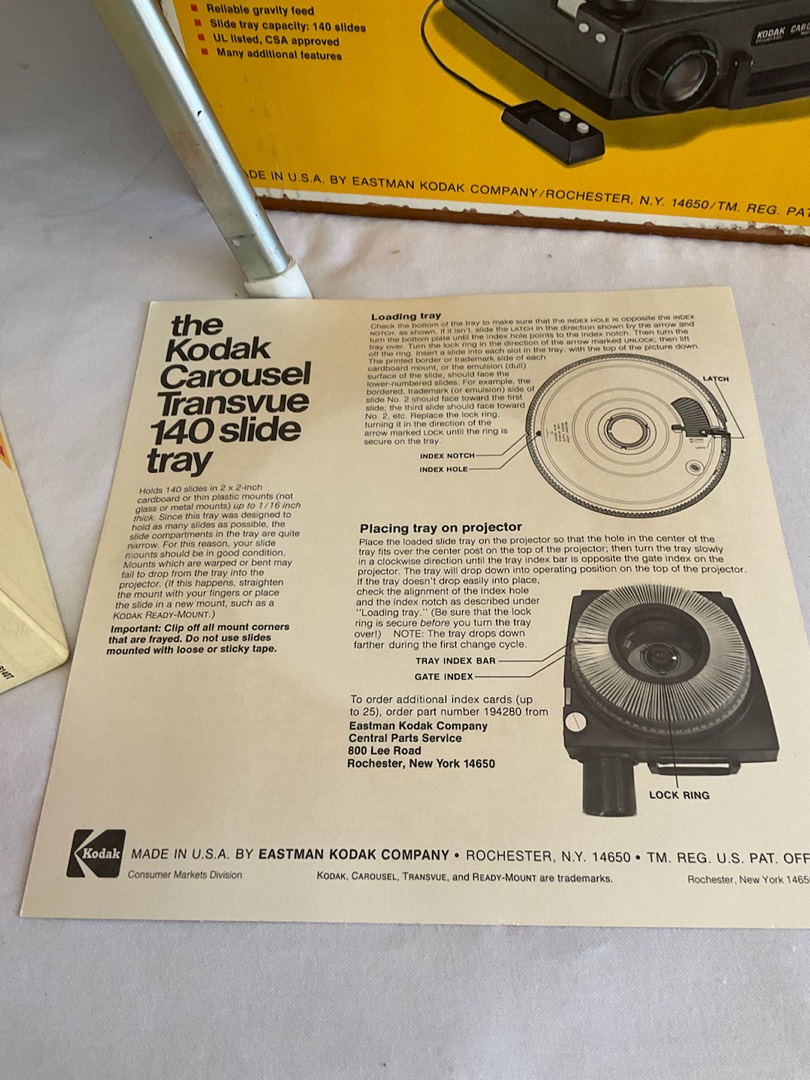 Reliable gravity feed
Slide tray capacity: 140 slides
UL listed, CSA approved
Many additional features
KODAK CAR
DE IN U.S.A. BY EASTMAN KODAK COMPANY/ROCHESTER, N.Y. 14650/TM. REG. PA
the
Kodak
Carousel
Transvue
140 slide
tray
Holds 140 slides in 2 x 2-inch
cardboard or thin plastic mounts (not
glass or metal mounts) up to 1/16 inch
thick. Since this tray was designed to
hold as many slides as possible, the
slide compartments in the tray are quite
narrow. For this reason, your slide
mounts should be in good condition.
Mounts which are warped or bent may
fail to drop from the tray into the
projector. (If this happens, straighten
the mount with your fingers or place
the slide in a new mount, such as a
KODAK READY-MOUNT.)
Important: Clip off all mount corners
that are frayed. Do not use slides
mounted with loose or sticky tape.
Loading tray
Check the bottom of the tray to make sure that the INDEX HOLE is opposite the INDEX
NOTCH, as shown. If it isn't, slide the LATCH in the direction shown by the arrow and
turn the bottom plate until the index hole points to the index notch. Then turn the
tray over. Turn the lock ring in the direction of the arrow marked UNLOCK; then lift
off the ring. Insert a slide into each slot in the tray, with the top of the picture down.
The printed border or trademark side of each
cardboard mount, or the emulsion (dull)
surface of the slide, should face the
lower-numbered slides. For example, the
bordered, trademark (or emulsion) side of
slide No. 2 should face toward the first
slide; the third slide should face toward
No. 2, etc. Replace the lock ring,
turning it in the direction of the
arrow marked LOCK until the ring is
secure on the tray.
LATCH
INDEX NOTCH
INDEX HOLE
Placing tray on projector
Place the loaded slide tray on the projector so that the hole in the center of the
tray fits over the center post on the top of the projector; then turn the tray slowly
in a clockwise direction until the tray index bar is opposite the gate index on the
projector. The tray will drop down into operating position on the top of the projector.
If the tray doesn't drop easily into place,
check the alignment of the hole
and the index notch as described under
"Loading tray." (Be sure that the lock
ring is secure before you turn the tray
over!) NOTE: The tray drops down
farther during the first change cycle.
TRAY INDEX BAR
GATE INDEX
To order additional index cards (up
to 25), order part number 194280 from
Eastman Kodak Company
Central Parts Service
800 Lee Road
Rochester, New York 14650
LOCK RING
Kodak
MADE IN U.S.A. BY EASTMAN KODAK COMPANY • ROCHESTER, N.Y. 14650 • TM. REG. U.S. PAT. OFF
Consumer Markets Division
KODAK, CAROUSEL, TRANSVUE, and READY-MOUNT are trademarks.
Rochester, New York 1465